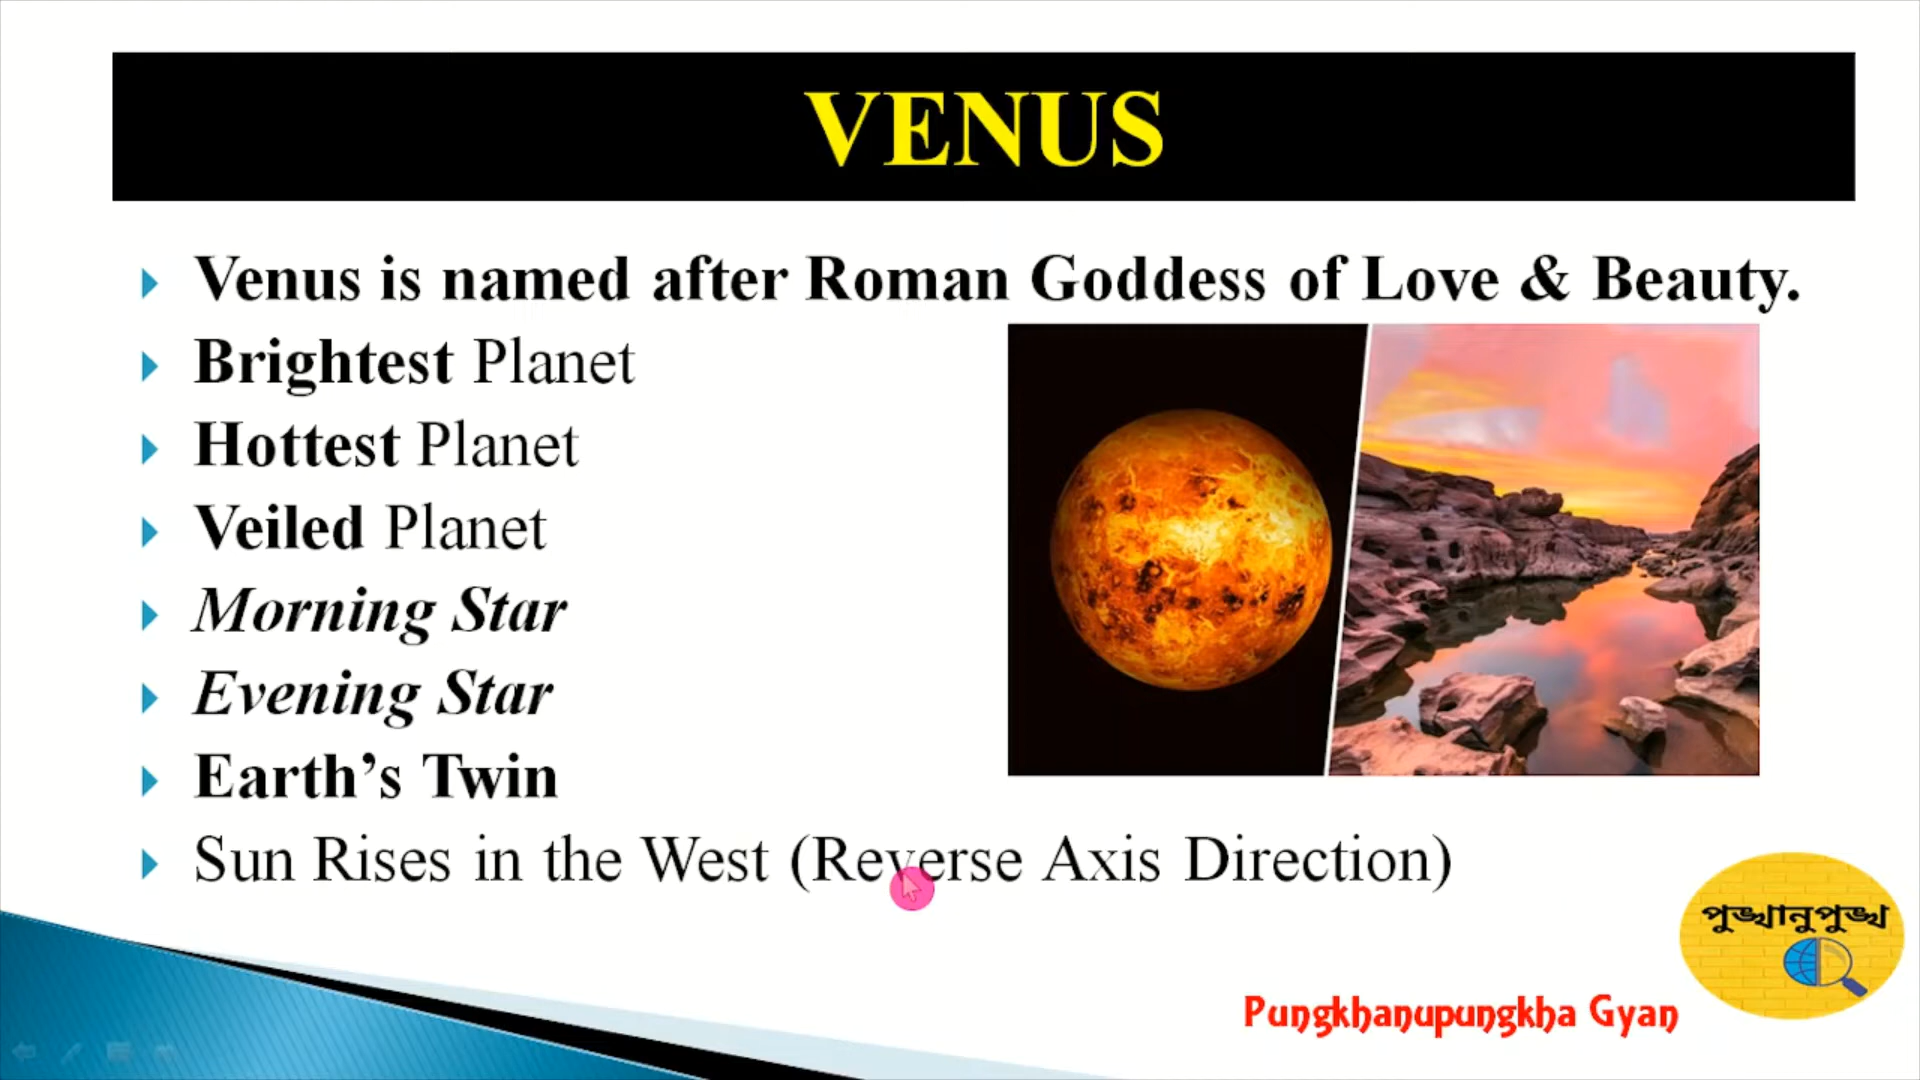 VENUS
Venus is named after Roman Goddess of Love & Beauty.
Brightest Planet
Hottest Planet
Veiled Planet
Morning Star
Evening Star
Earth’s Twin
Sun Rises in the West (Reverse Axis Direction)
পুঙ্খানুপুঙ্খ
Pungkhanupungkha Gyan